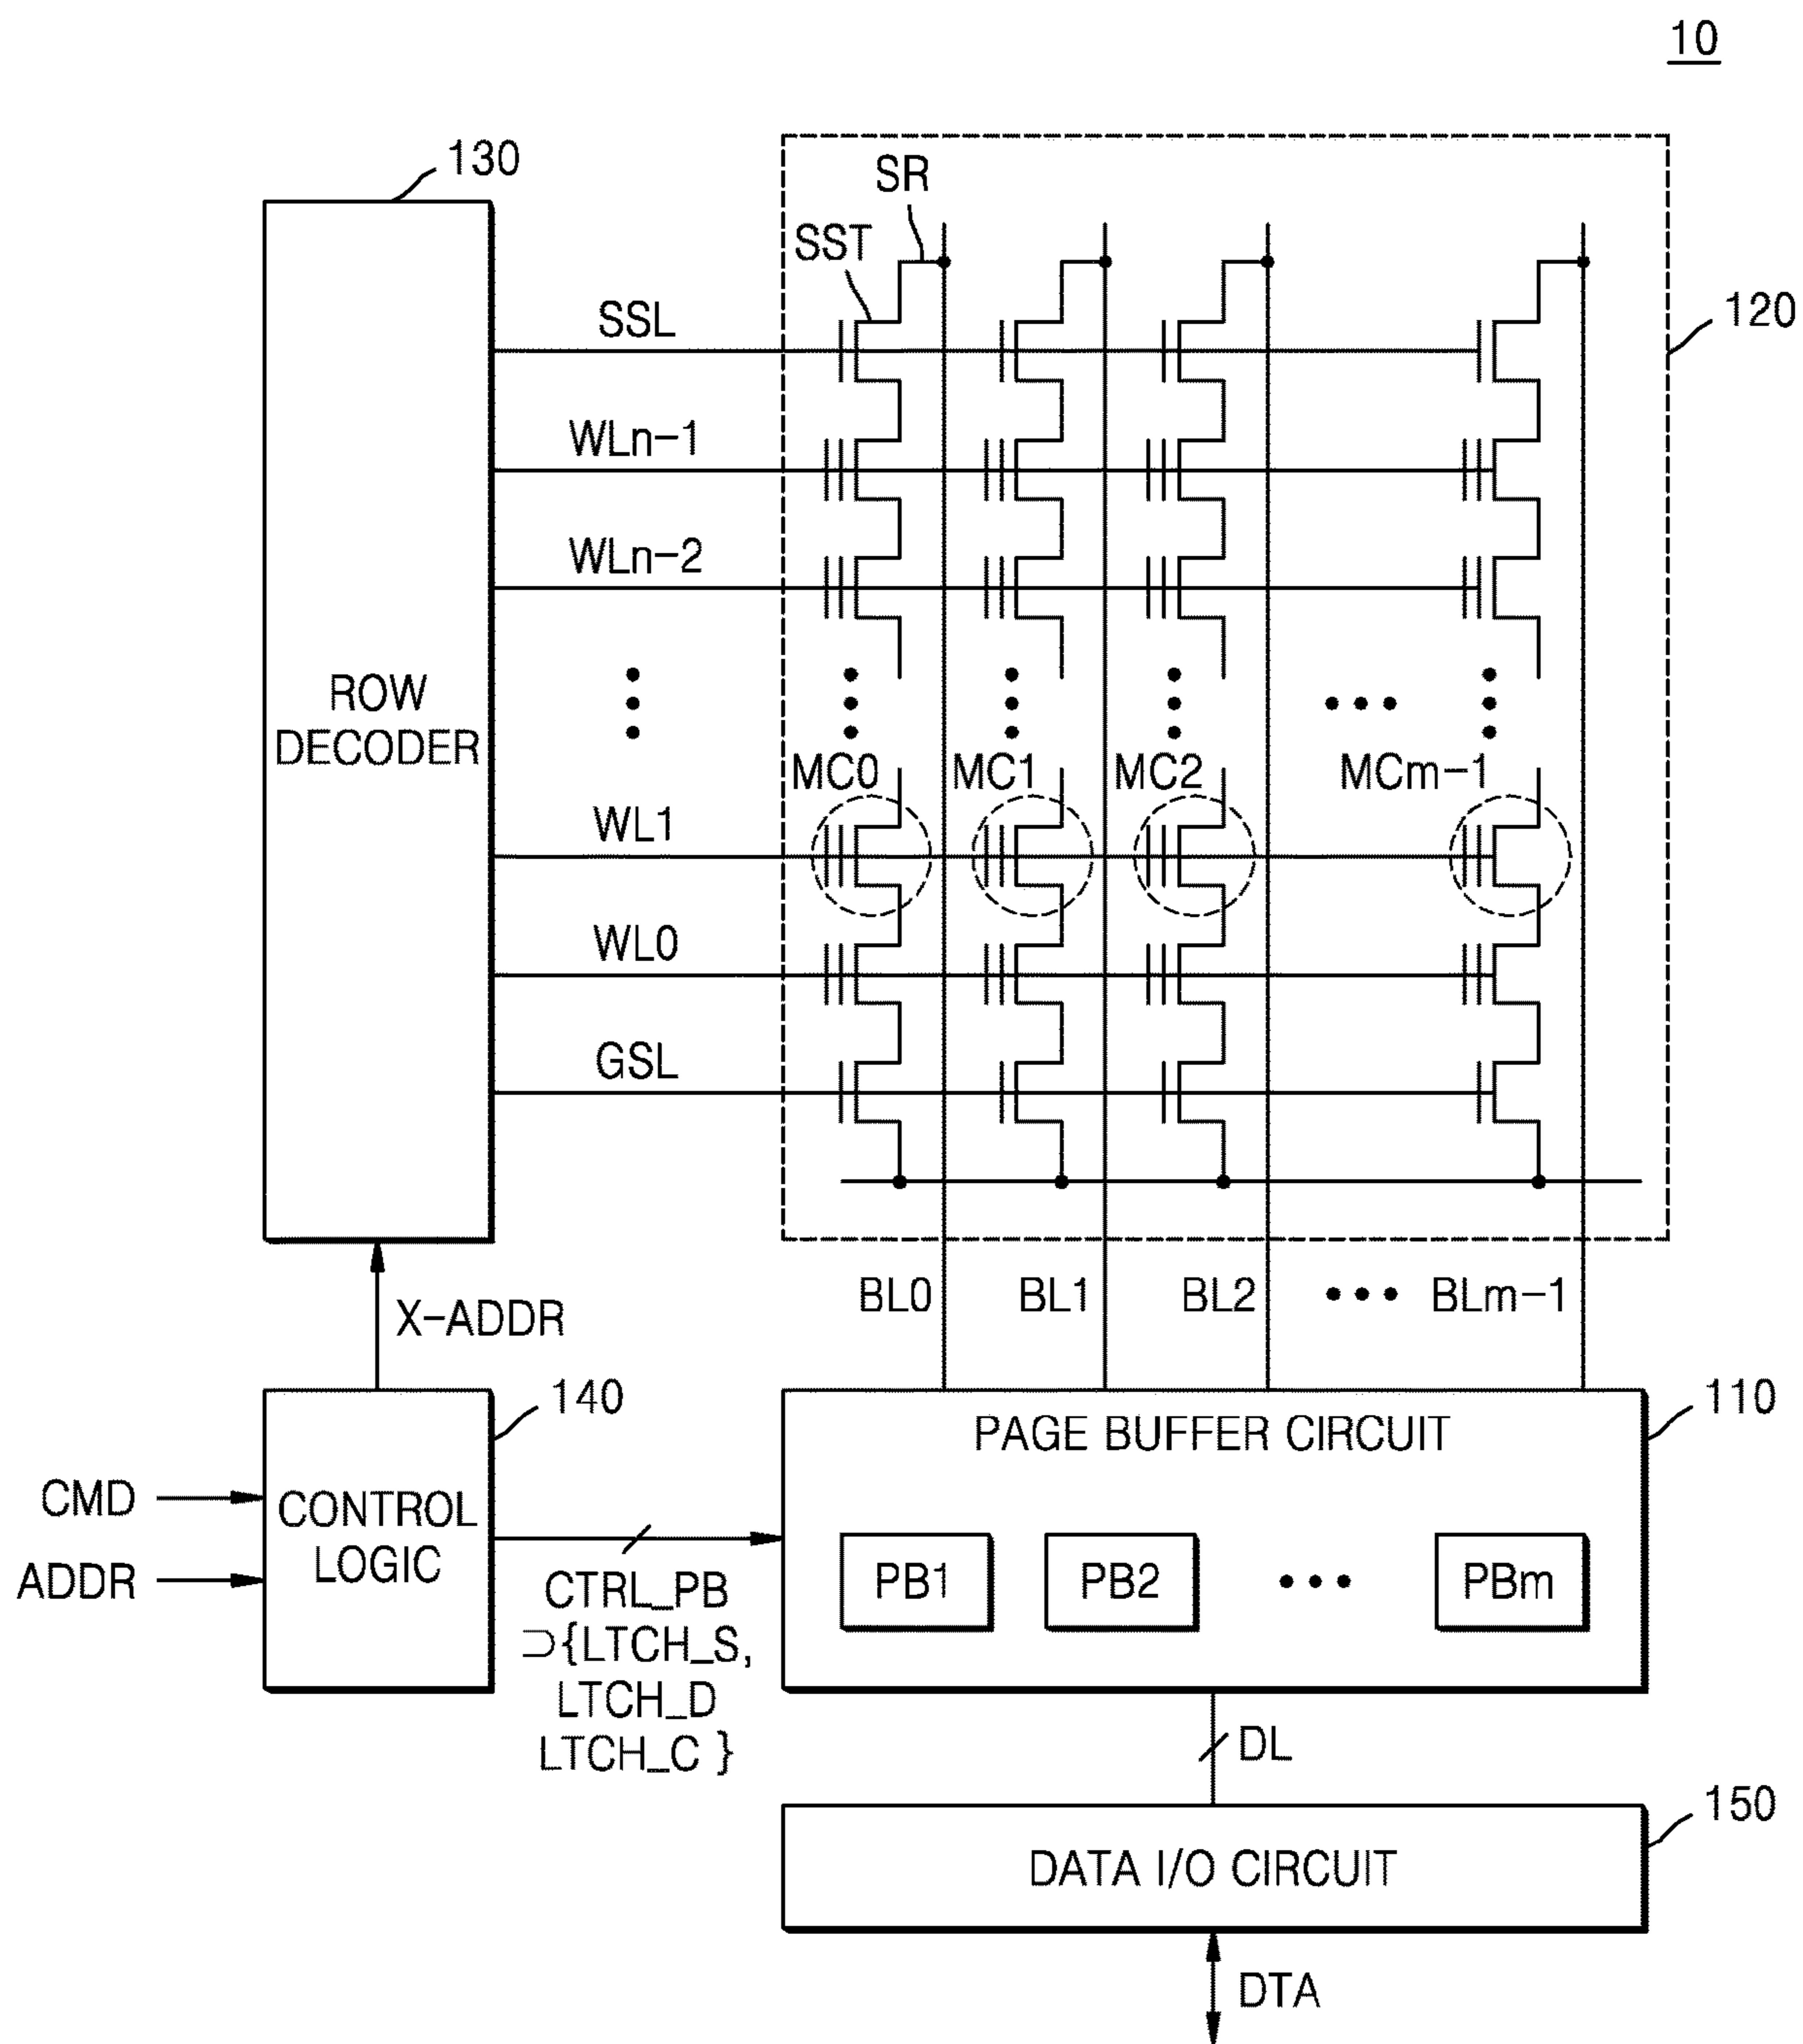 10
130
SR
SST
120
SSL
WLn-1
WLn-2
ROW
DECODER
MC0 MC1 MC2 MCm-1
WL1
WL0
GSL
BL0 BL1 BL2 ••• BLm-1
X-ADDR
140
110
PAGE BUFFER CIRCUIT
CMD
ADDR
CONTROL
LOGIC
PB1 PB2 ••• PBm
CTRL_PB
⊃{LTCH_S,
LTCH_D
LTCH_C }
DL
150
DATA I/O CIRCUIT
DTA